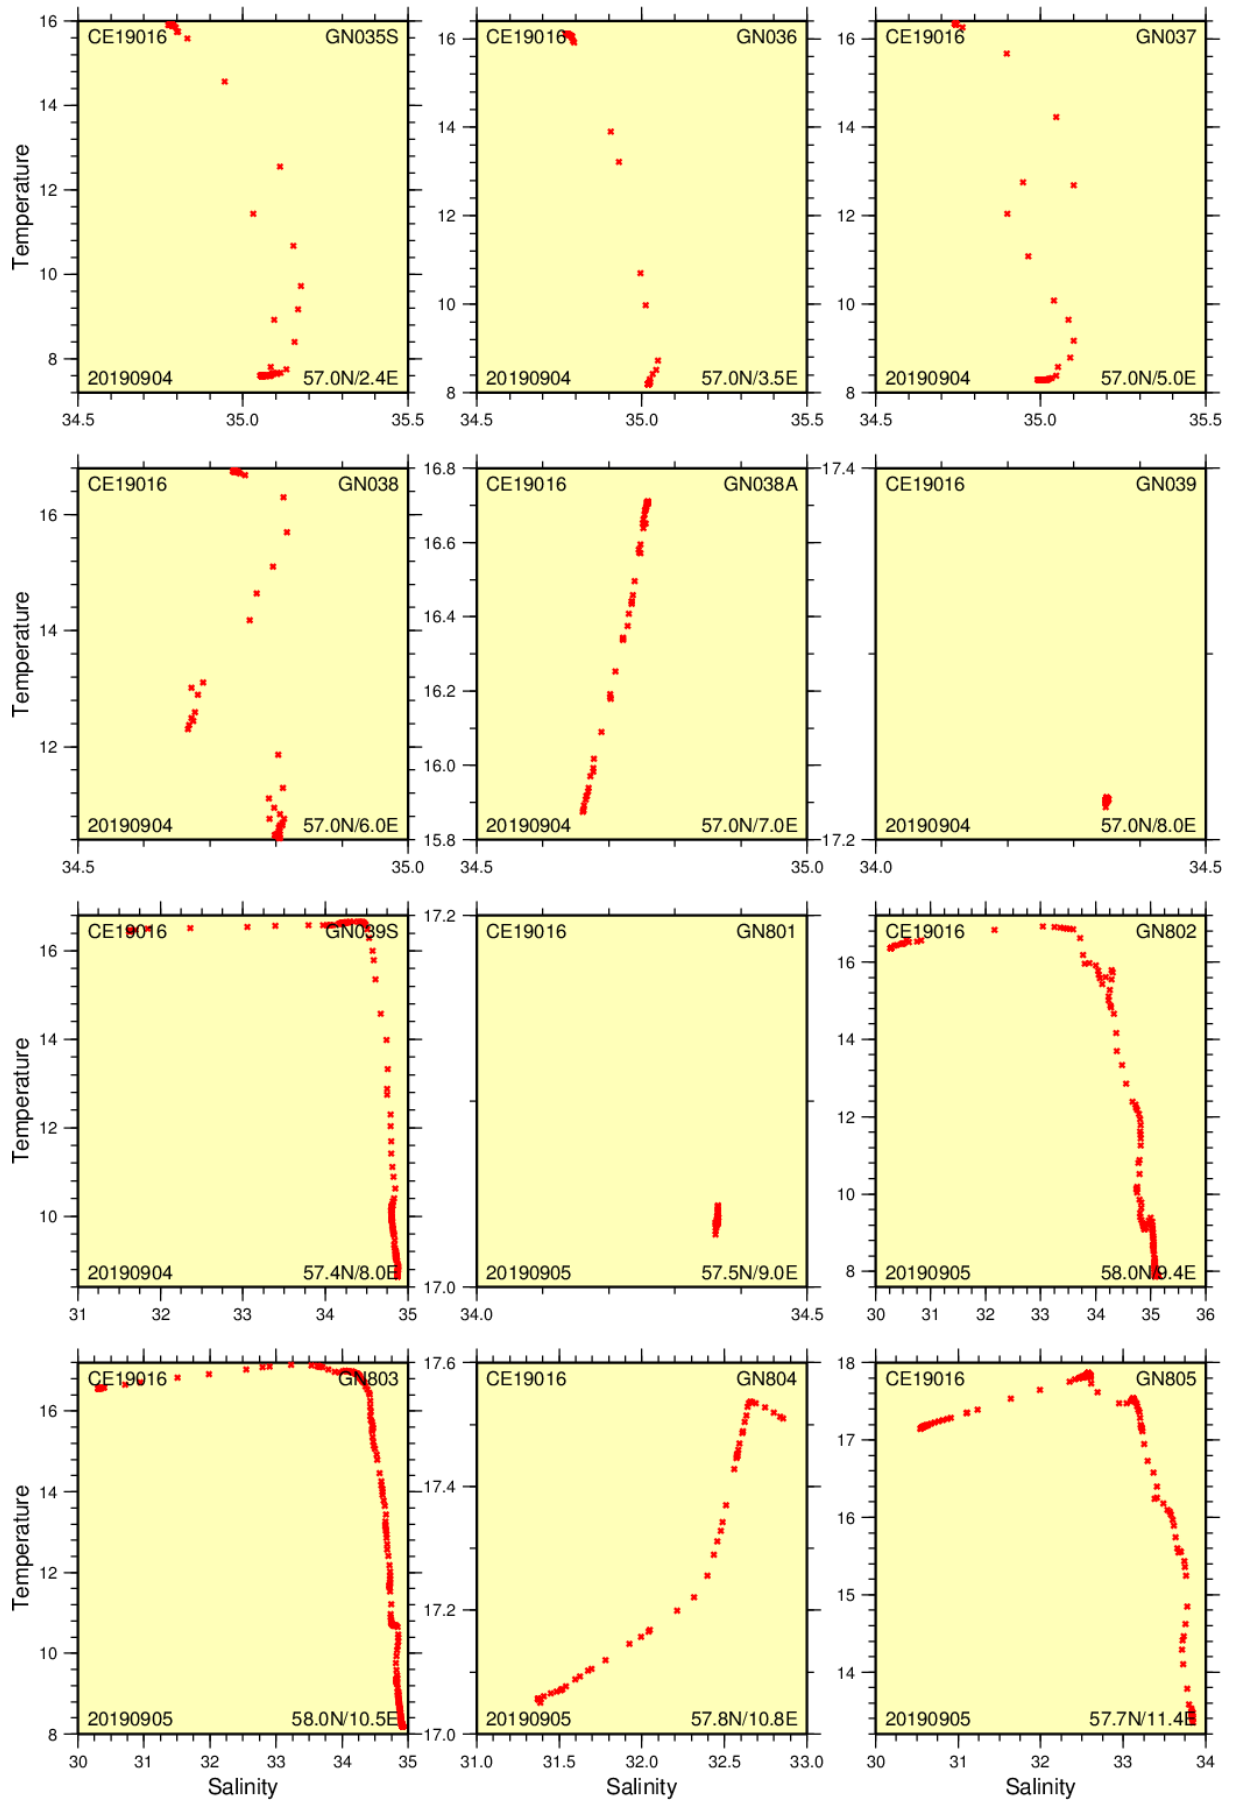 16
CE19016
GN035S
14
12
10
8
Temperature
20190904
57.0N/2.4E
34.5
35.0
35.5
16
CE19016
GN036
14
12
10
8
20190904
57.0N/3.5E
34.5
35.0
35.5
16
CE19016
GN037
14
12
10
8
20190904
57.0N/5.0E
34.5
35.0
35.5
CE19016
GN038
16
14
12
Temperature
20190904
57.0N/6.0E
34.5
35.0
16.8
CE19016
GN038A
16.6
16.4
16.2
16.0
15.8
20190904
57.0N/7.0E
34.5
35.0
17.4
CE19016
GN039
17.2
20190904
57.0N/8.0E
34.0
34.5
CE19016
GN039S
16
14
12
10
Temperature
20190904
57.4N/8.0E
31
32
33
34
35
17.2
CE19016
GN801
17.0
20190905
57.5N/9.0E
34.0
34.5
CE19016
GN802
16
14
12
10
8
20190905
58.0N/9.4E
30
31
32
33
34
35
36
CE19016
GN803
16
14
12
10
8
Temperature
20190905
58.0N/10.5E
30
31
32
33
34
35
Salinity
17.6
CE19016
GN804
17.4
17.2
17.0
20190905
57.8N/10.8E
31.0
31.5
32.0
32.5
33.0
Salinity
18
CE19016
GN805
17
16
15
14
20190905
57.7N/11.4E
30
31
32
33
34
Salinity